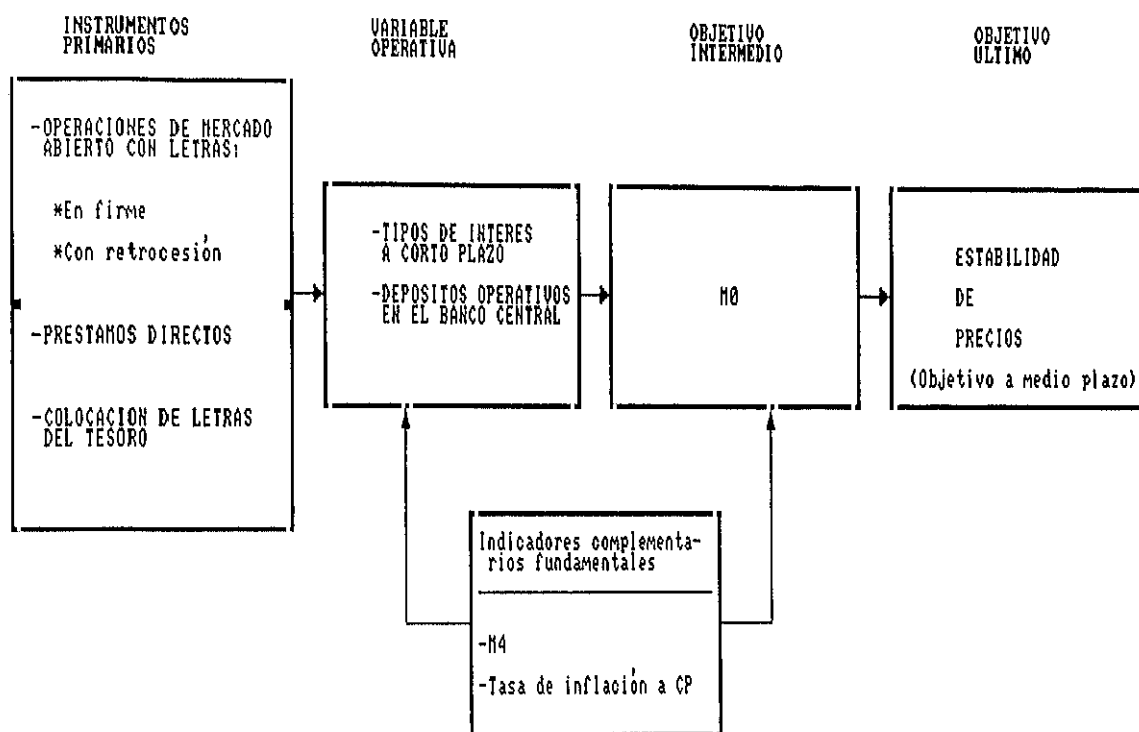 INSTRUMENTOS
PRIMARIOS
VARIABLE
OPERATIVA
OBJETIVO
INTERMEDIO
OBJETIVO
ULTIMO
-OPERACIONES DE MERCADO
ABIERTO CON LETRAS:
*En firme
*Con retrocesión
-PRESTAMOS DIRECTOS
-COLOCACION DE LETRAS
DEL TESORO
-TIPOS DE INTERES
A CORTO PLAZO
-DEPOSITOS OPERATIVOS
EN EL BANCO CENTRAL
M0
ESTABILIDAD
DE
PRECIOS
(Objetivo a medio plazo)
Indicadores complementa-
rios fundamentales
-M4
-Tasa de inflación a CP